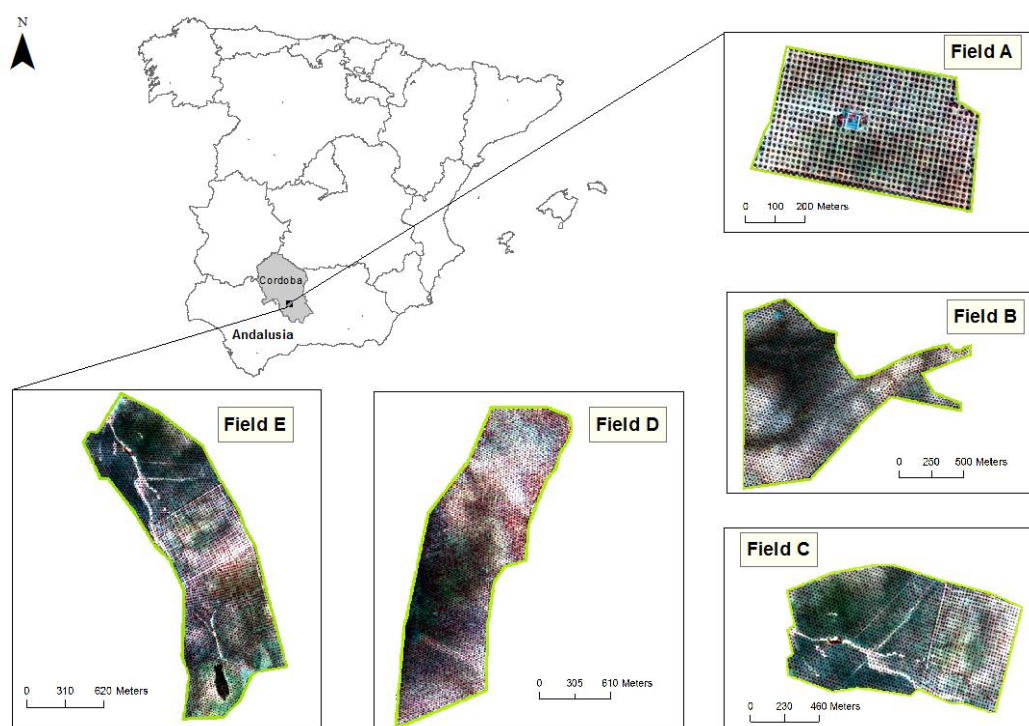 N
Field A
0 100 200 Meters
Cordoba
Andalusia
Field B
0 250 500 Meters
Field E
0 310 620 Meters
Field D
0 305 610 Meters
Field C
0 230 460 Meters